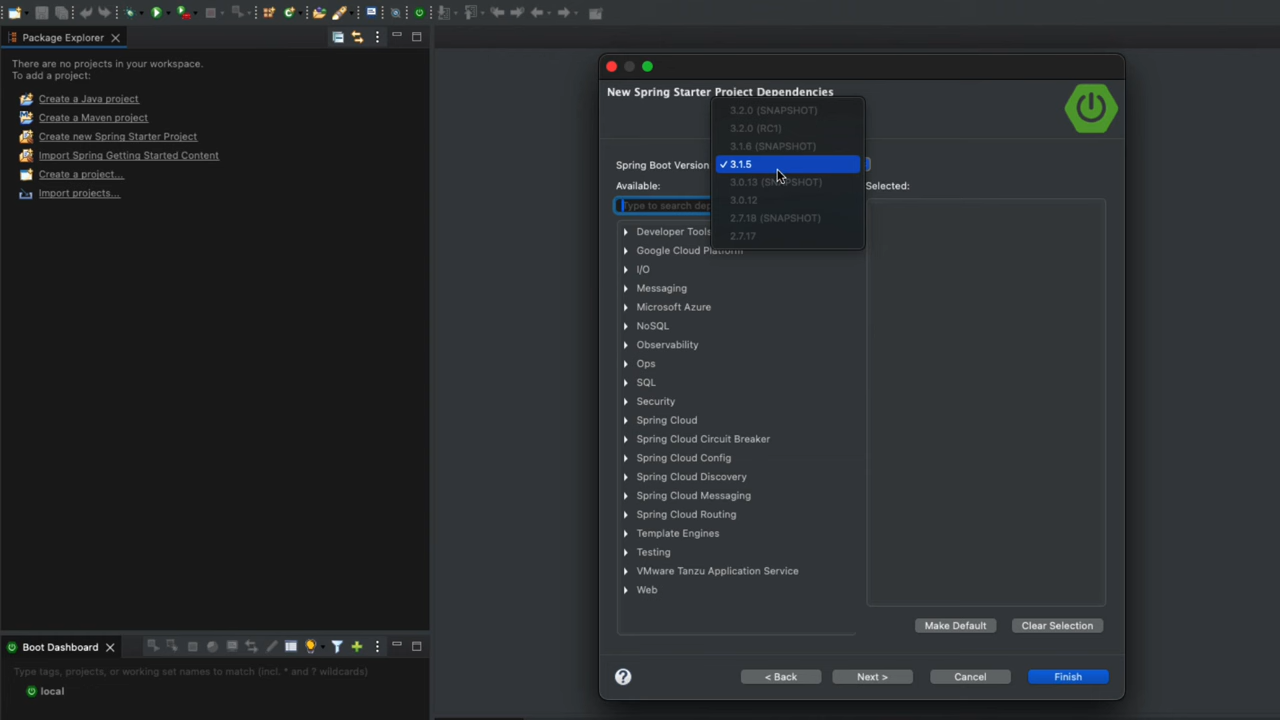 Package Explorer
There are no projects in your workspace.
To add a project:
Create a Java project
Create a Maven project
Create new Spring Starter Project
Import Spring Getting Started Content
Create a project...
Import projects...
Boot Dashboard
Type tags, projects, or working set names to match (incl. * and ? wildcards)
local
New Spring Starter Project Dependencies
Spring Boot Version
3.2.0 (SNAPSHOT)
3.2.0 (RC1)
3.1.6 (SNAPSHOT)
3.1.5
3.0.13 (SNAPSHOT)
3.0.12
2.7.18 (SNAPSHOT)
2.7.17
Available:
Selected:
Type to search dep
Developer Tools
Google Cloud Platform
I/O
Messaging
Microsoft Azure
NoSQL
Observability
Ops
SQL
Security
Spring Cloud
Spring Cloud Circuit Breaker
Spring Cloud Config
Spring Cloud Discovery
Spring Cloud Messaging
Spring Cloud Routing
Template Engines
Testing
VMware Tanzu Application Service
Web
Make Default
Clear Selection
?
< Back
Next >
Cancel
Finish